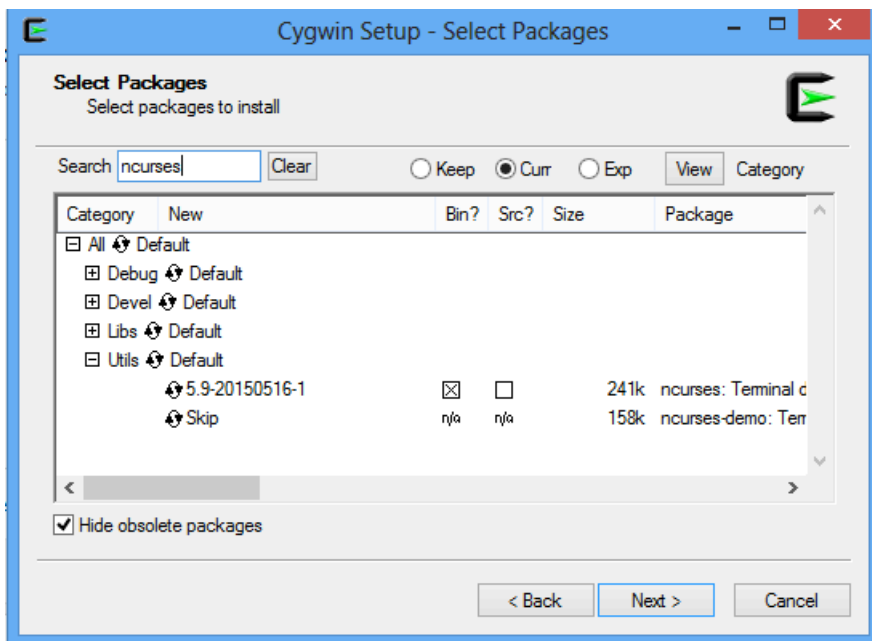 Cygwin Setup - Select Packages
Select Packages
Select packages to install
Search ncurses Clear Keep Curr Exp View Category
Category New Bin? Src? Size Package
All Default
Debug Default
Devel Default
Libs Default
Utils Default
5.9-20150516-1 241k ncurses: Terminal d
Skip n/a n/a 158k ncurses-demo: Terr
Hide obsolete packages
< Back Next > Cancel